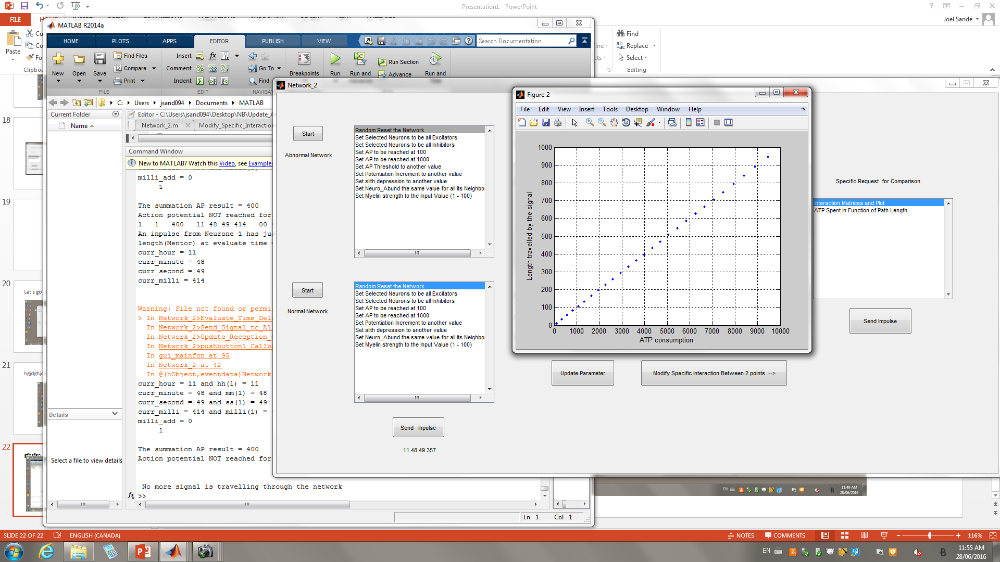 Presentation1 - PowerPoint
FILE
Joel Sandé
Paste
Clipb
Find
Replace
Select
Editing
MATLAB R2014a
HOME PLOTS APPS EDITOR PUBLISH VIEW
Search Documentation
New Open Save
Find Files
Compare
Print
Insert
Comment
Indent
Go To
Find
Breakpoints
Run
Run and
Run Section
Advance
Run and
FILE EDIT NAVIGAT
C: Users jsand094 Documents MATLAB
Current Folder
Name
Details
Select a file to view details
Editor - C:\Users\jsand094\Desktop\NB\Update_A
Network_2.m Modify_Specific_Interaction
Command Window
New to MATLAB? Watch this Video, see Examples
milli_add = 0
1
The summation AP result = 400
Action potential NOT reached for
1 1 400 11 48 49 414 00
An inpulse from Neurone 1 has jus
length(Mentor) at evaluate time =
curr_hour = 11
curr_minute = 48
curr_second = 49
curr_milli = 414
Warning: File not found or permis
> In Network_2>Evaluate_Time_Dela
In Network_2>Send_Signal_to_Al
In Network_2>Update_Reception_
In Network_2>pushbutton1_Callba
In gui_mainfcn at 95
In Network_2 at 42
In @(hObject,eventdata)Network_
curr_hour = 11 and hh(1) = 11
curr_minute = 48 and mm(1) = 48
curr_second = 49 and ss(1) = 49
curr_milli = 414 and milli(1) =
milli_add = 0
1
The summation AP result = 400
Action potential NOT reached for
No more signal is travelling through the network
>>
Ln 1 Col 1
Network_2
Start
Abnormal Network
Random Reset the Network
Set Selected Neurons to be all Excitators
Set Selected Neurons to be all Inhibitors
Set AP to be reached at 100
Set AP to be reached at 1000
Set AP Threshold to another value
Set Potentiation Increment to another value
Set slith depression to another value
Set Neuro_Abund the same value for all its Neighbo
Set Myelin strength to the Input Value (1 - 100)
Start
Normal Network
Random Reset the Network
Set Selected Neurons to be all Excitators
Set Selected Neurons to be all Inhibitors
Set AP to be reached at 100
Set AP to be reached at 1000
Set Potentiation Increment to another value
Set slith depression to another value
Set Neuro_Abund the same value for all its Neighbo
Set Myelin strength to the Input Value (1 - 100)
Send Inpulse
11 48 49 357
Figure 2
File Edit View Insert Tools Desktop Window Help
1000
900
800
700
600
500
400
300
200
100
0
0 1000 2000 3000 4000 5000 6000 7000 8000 9000 10000
Length travelled by the signal
ATP consumption
Update Parameter
Modify Specific Interaction Between 2 points -->
Specific Request for Comparison
Interaction Matrices and Plot
ATP Spent in Function of Path Length
Send Impulse
18
19
20
Let s go
21
hgjdghjd
22
EN
11:49 AM
28/06/2016
SLIDE 22 OF 22 ENGLISH (CANADA)
NOTES COMMENTS 116%
EN
11:55 AM
28/06/2016